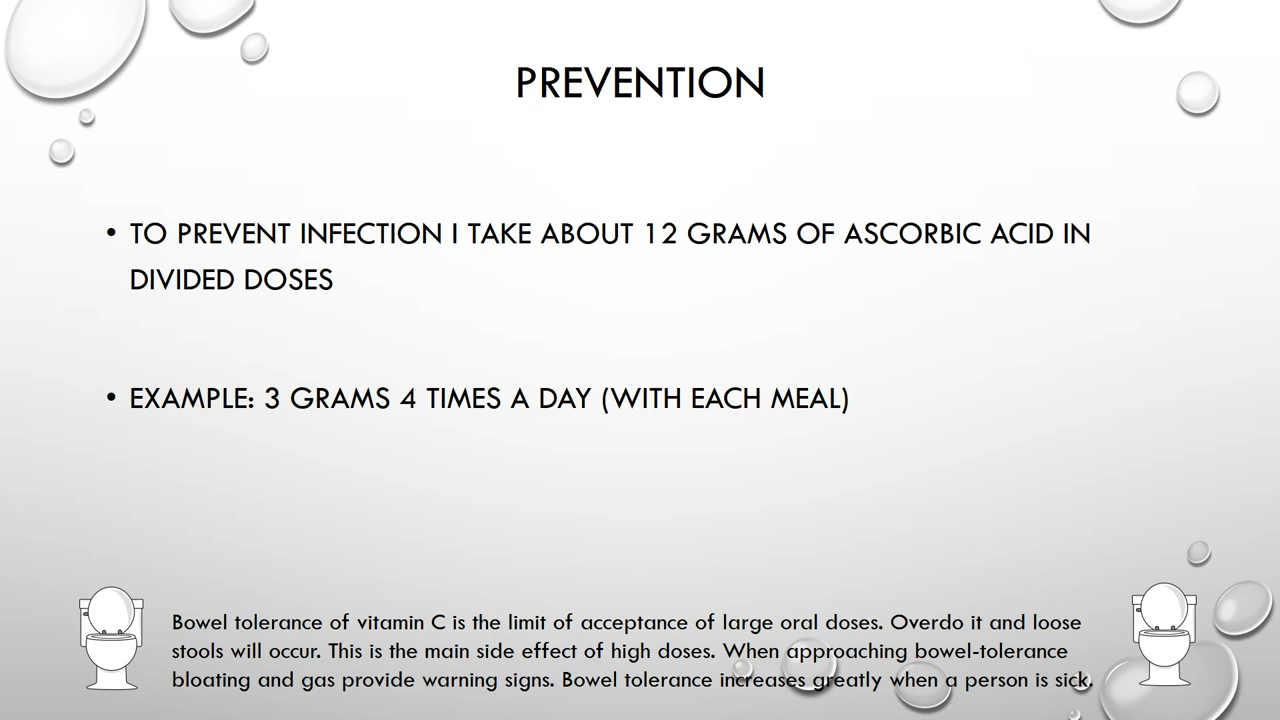 PREVENTION
• TO PREVENT INFECTION I TAKE ABOUT 12 GRAMS OF ASCORBIC ACID IN
DIVIDED DOSES
• EXAMPLE: 3 GRAMS 4 TIMES A DAY (WITH EACH MEAL)
Bowel tolerance of vitamin C is the limit of acceptance of large oral doses. Overdo it and loose
stools will occur. This is the main side effect of high doses. When approaching bowel-tolerance
bloating and gas provide warning signs. Bowel tolerance increases greatly when a person is sick.